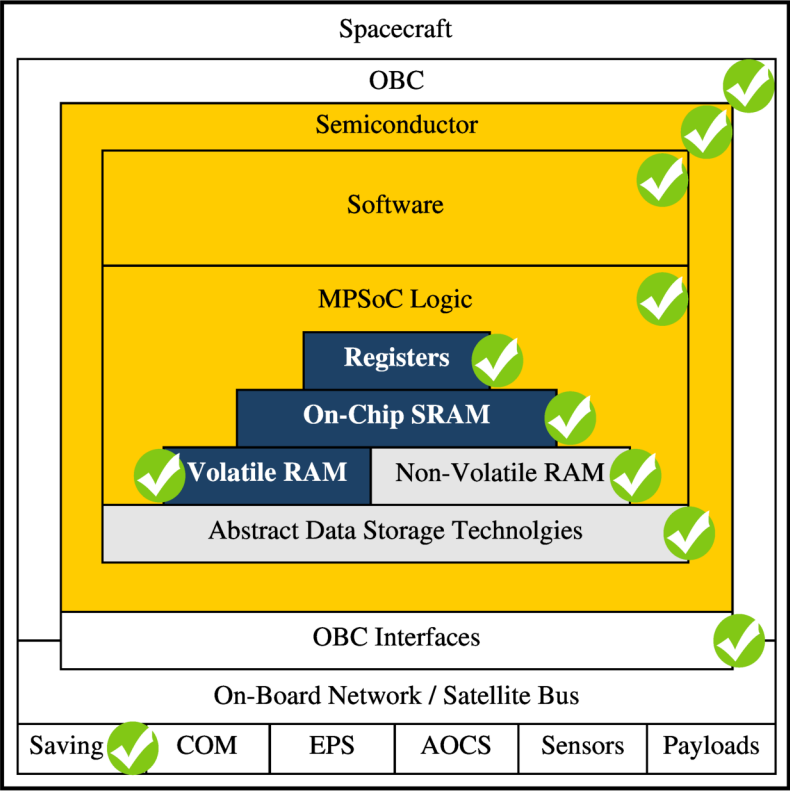 Spacecraft
OBC
Semiconductor
Software
MPSoC Logic
Registers
On-Chip SRAM
Volatile RAM
Non-Volatile RAM
Abstract Data Storage Technolgies
OBC Interfaces
On-Board Network / Satellite Bus
Saving COM EPS AOCS Sensors Payloads